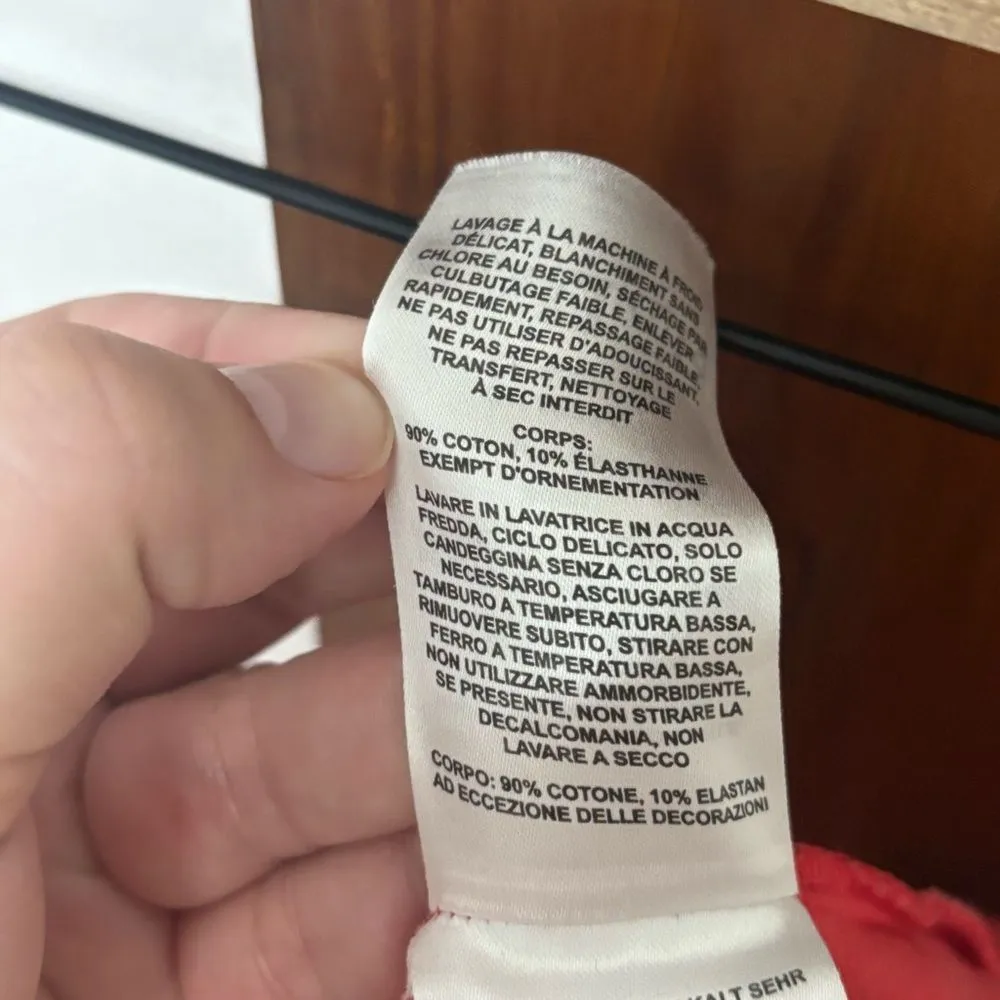 LAVAGE À LA MACHINE À FROID
DÉLICAT, BLANCHIMENT SANS
CHLORE AU BESOIN, SÉCHAGE PAR
CULBUTAGE FAIBLE, ENLEVER
RAPIDEMENT, REPASSAGE FAIBLE,
NE PAS UTILISER D'ADOUCISSANT,
NE PAS REPASSER SUR LE
TRANSFERT, NETTOYAGE
À SEC INTERDIT
CORPS:
90% COTON, 10% ÉLASTHANNE
EXEMPT D'ORNEMENTATION
LAVARE IN LAVATRICE IN ACQUA
FREDDA, CICLO DELICATO, SOLO
CANDEGGINA SENZA CLORO SE
NECESSARIO, ASCIUGARE A
TAMBURO A TEMPERATURA BASSA,
RIMUOVERE SUBITO, STIRARE CON
FERRO A TEMPERATURA BASSA,
NON UTILIZZARE AMMORBIDENTE,
SE PRESENTE, NON STIRARE LA
DECALCOMANIA, NON
LAVARE A SECCO
CORPO: 90% COTONE, 10% ELASTAN
AD ECCEZIONE DELLE DECORAZIONI
KALT SEHR